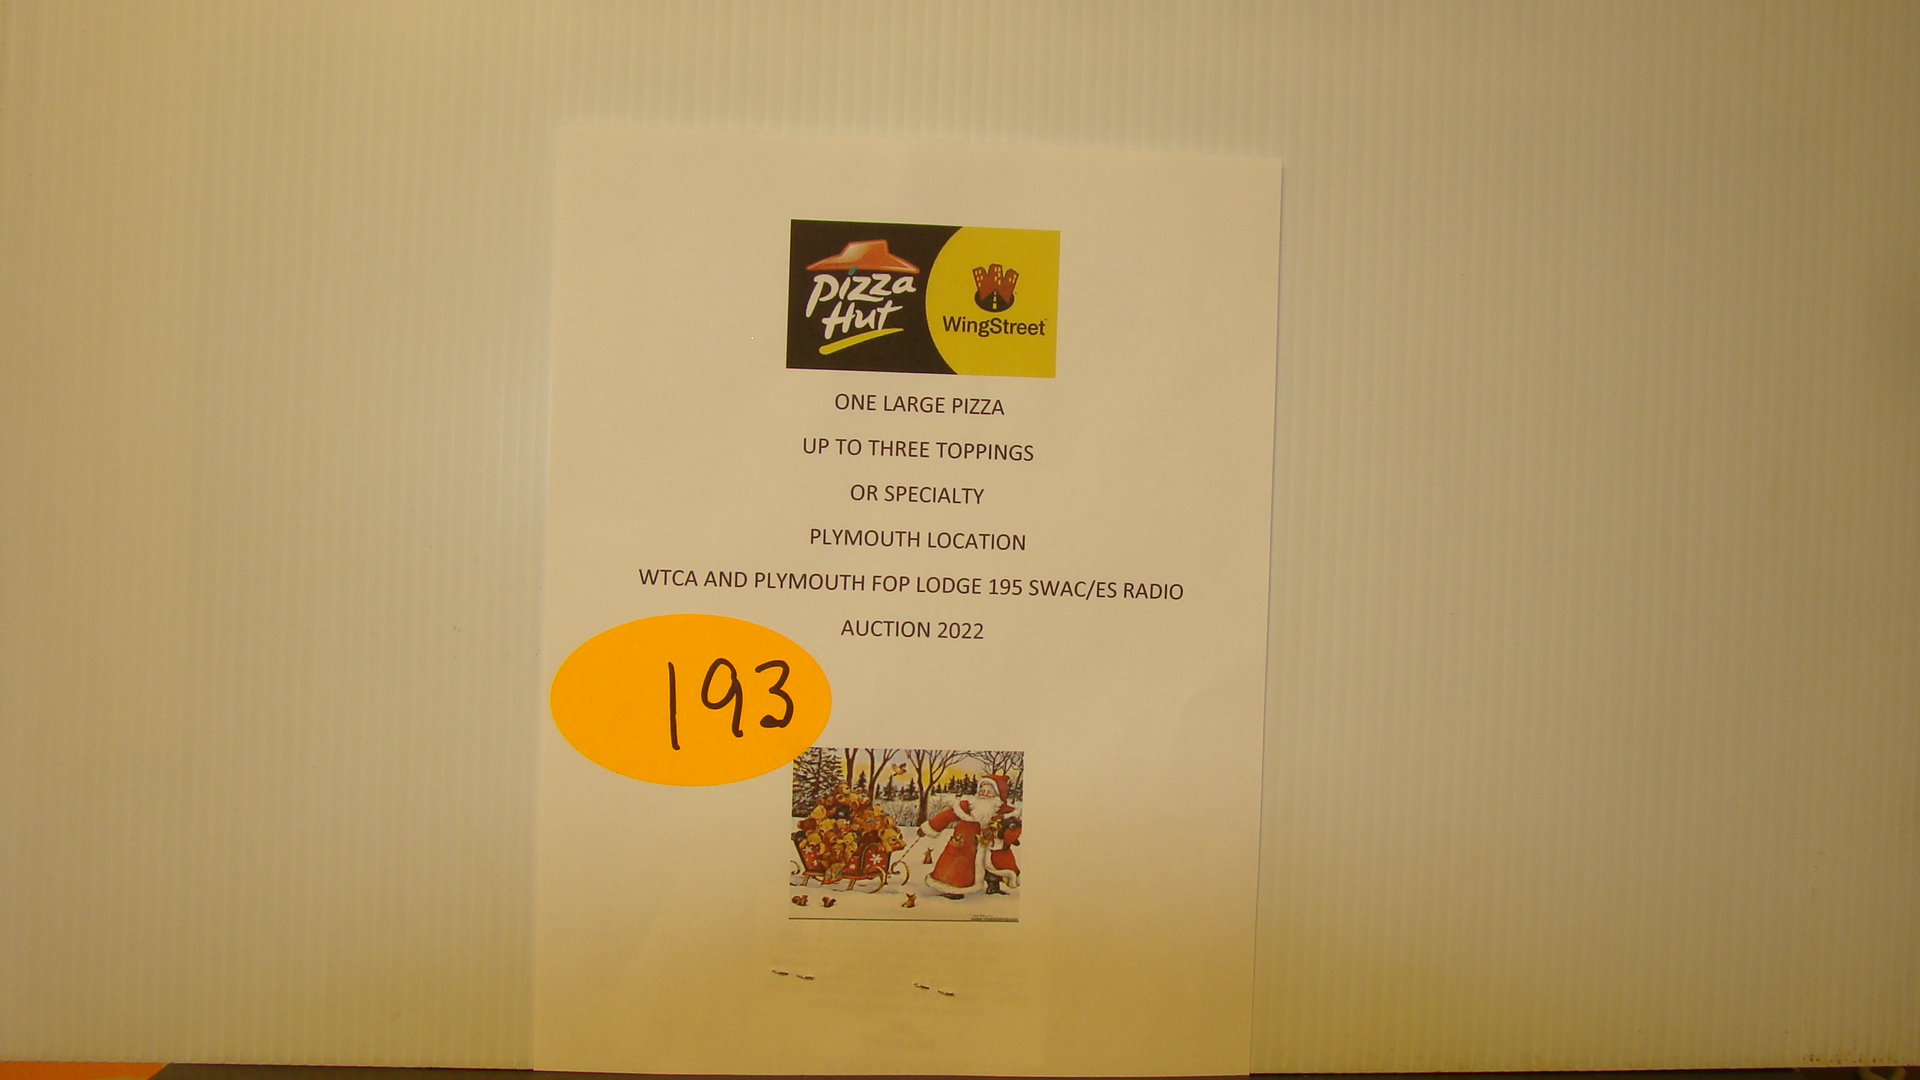 Pizza
Hut
WingStreet
ONE LARGE PIZZA
UP TO THREE TOPPINGS
OR SPECIALTY
PLYMOUTH LOCATION
WTCA AND PLYMOUTH FOP LODGE 195 SWAC/ES RADIO
AUCTION 2022
193